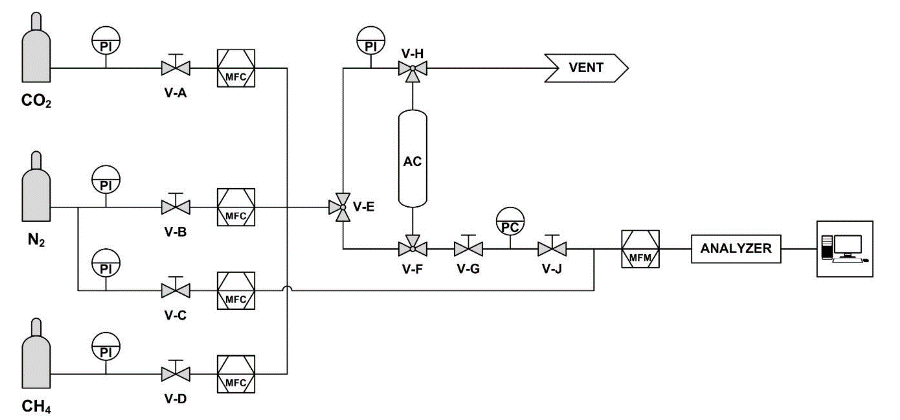 PI
V-A
MFC
CO₂
PI
V-H
VENT
PI
V-B
MFC
N₂
V-E
AC
PI
V-C
MFC
V-F
V-G
PC
V-J
MFM
ANALYZER
PI
V-D
MFC
CH₄